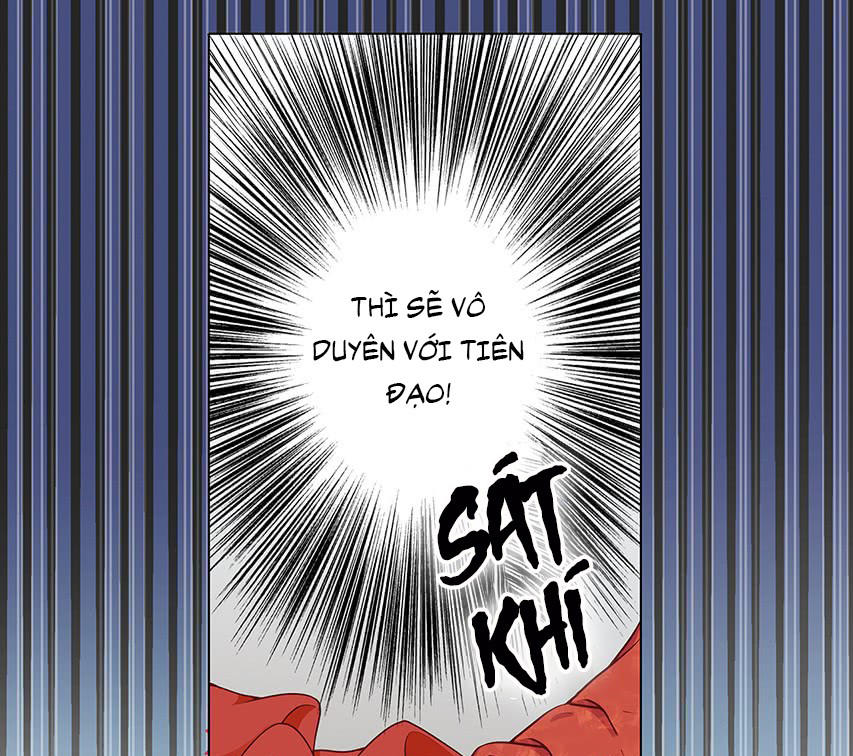 THÌ SẼ VÔ
DUYÊN VỚI TIÊN
ĐẠO!
SÁT
KHÍ